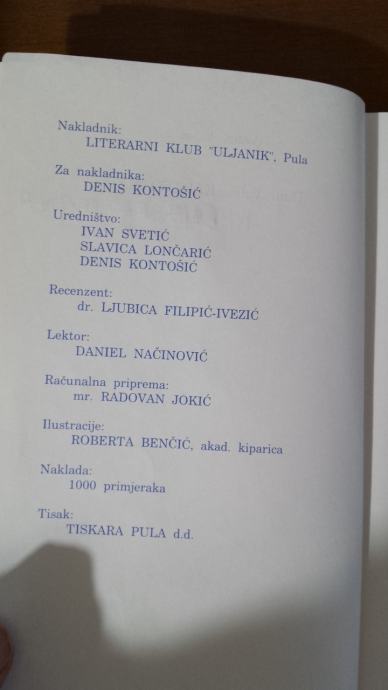 Nakladnik:
LITERARNI KLUB "ULJANIK", Pula
Za nakladnika:
DENIS KONTOŠIĆ
Uredništvo:
IVAN SVETIĆ
SLAVICA LONČARIĆ
DENIS KONTOŠIĆ
Recenzent:
dr. LJUBICA FILIPIĆ-IVEZIĆ
Lektor:
DANIEL NAČINOVIĆ
Računalna priprema:
mr. RADOVAN JOKIĆ
Ilustracije:
ROBERTA BENČIĆ, akad. kiparica
Naklada:
1000 primjeraka
Tisak:
TISKARA PULA d.d.